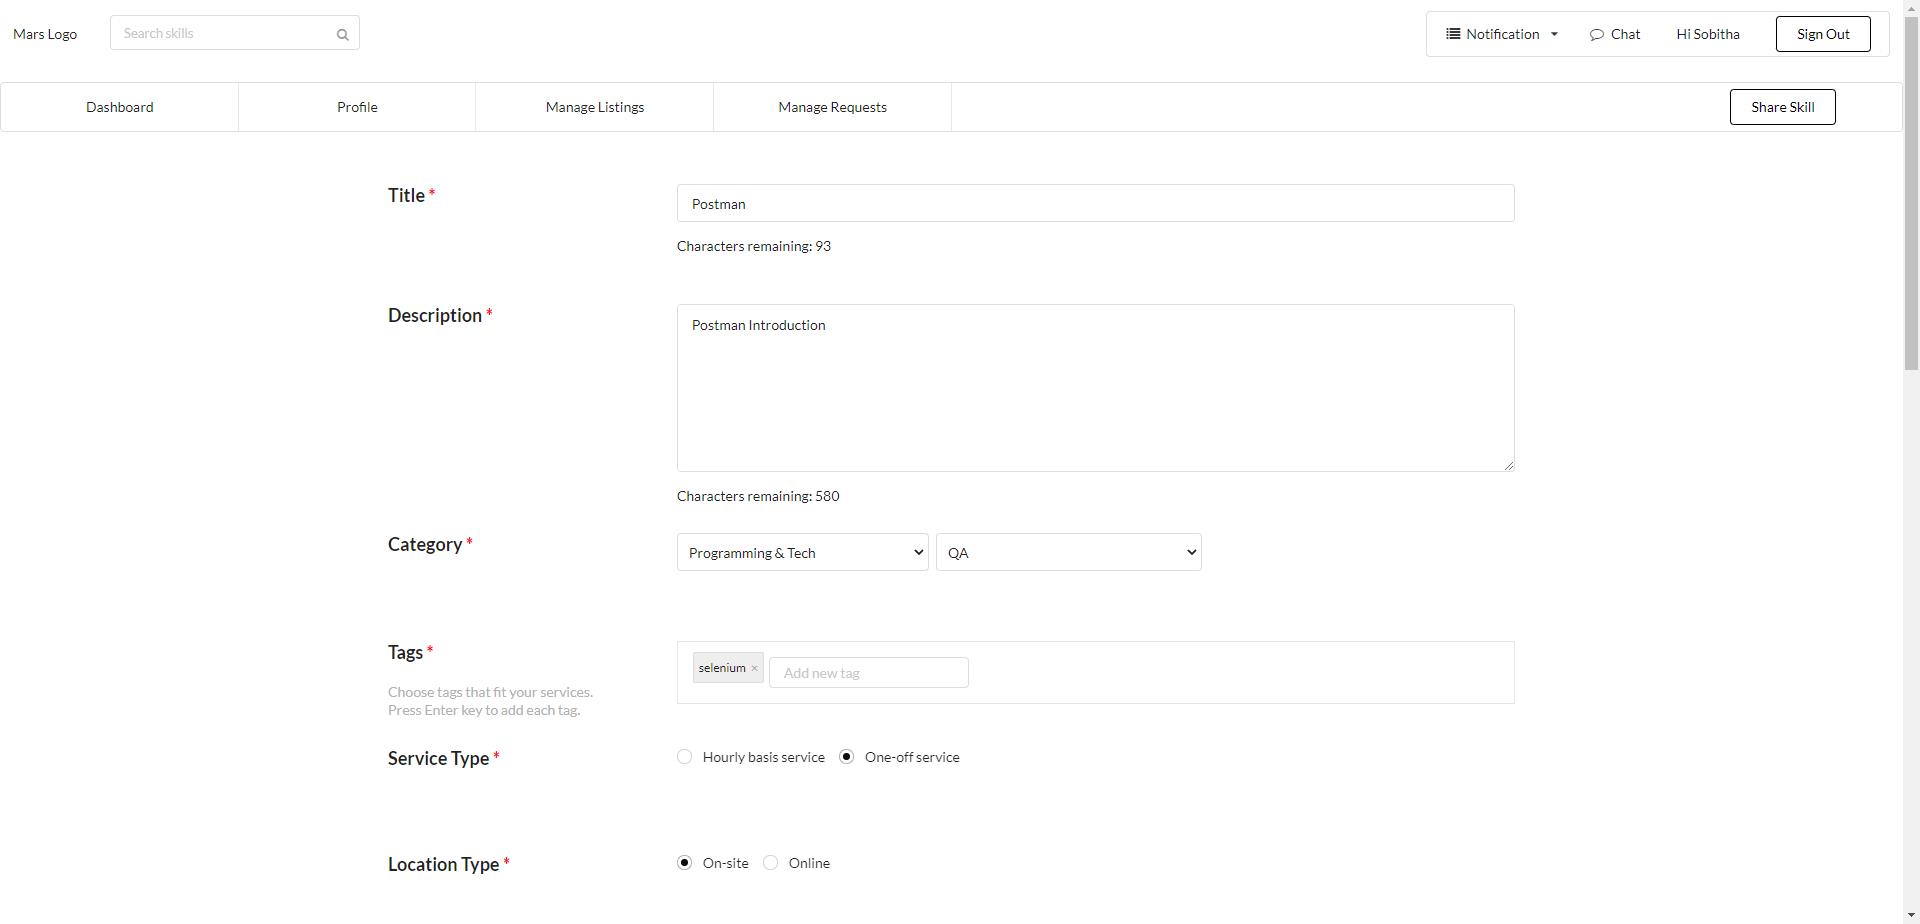 Mars Logo
Search skills
Notification
Chat
Hi Sobitha
Sign Out
Dashboard
Profile
Manage Listings
Manage Requests
Share Skill
Title *
Postman
Characters remaining: 93
Description *
Postman Introduction
Characters remaining: 580
Category *
Programming & Tech
QA
Tags *
selenium ×
Add new tag
Choose tags that fit your services.
Press Enter key to add each tag.
Service Type *
Hourly basis service
One-off service
Location Type *
On-site
Online